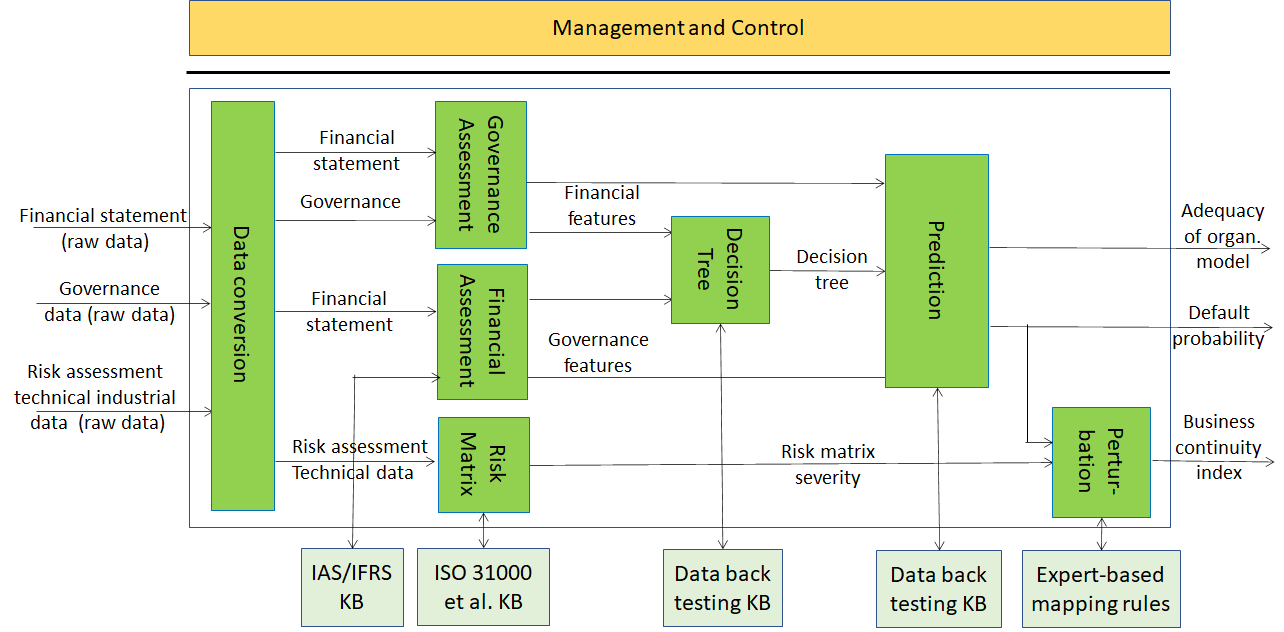 Management and Control
Financial statement
(raw data)
Governance
data (raw data)
Risk assessment
technical industrial
data (raw data)
Data conversion
Financial
statement
Governance
Financial
statement
Risk assessment
Technical data
Governance
Assessment
Financial
Assessment
Risk
Matrix
Financial
features
Governance
features
Decision
Tree
Decision
tree
Prediction
Risk matrix
severity
Pertur-
bation
Adequacy
of organ.
model
Default
probability
Business
continuity
index
IAS/IFRS
KB
ISO 31000
et al. KB
Data back
testing KB
Data back
testing KB
Expert-based
mapping rules